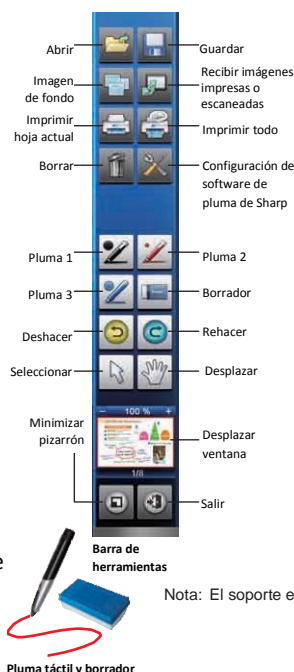 Abrir
Guardar
Imagen
de fondo
Recibir imágenes
impresas o
escaneadas
Imprimir
hoja actual
Imprimir todo
Borrar
Configuración de
software de
pluma de Sharp
Pluma 1
Pluma 2
Pluma 3
Borrador
Deshacer
Rehacer
Seleccionar
Desplazar
Minimizar
pizarrón
− 100 % +
Desplazar
ventana
1/8
Salir
Barra de
herramientas
e
Nota: El soporte e
Pluma táctil y borrador